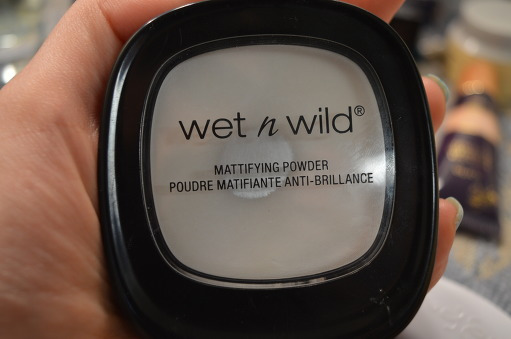 wet n wild®
MATTIFYING POWDER
POUDRE MATIFIANTE ANTI-BRILLANCE